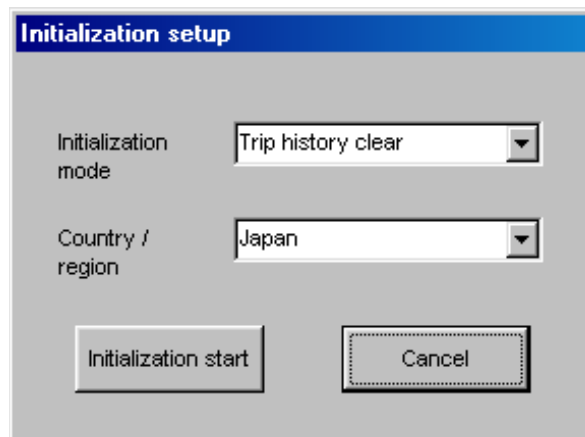 Initialization setup
Initialization
mode
Trip history clear
Country /
region
Japan
Initialization start
Cancel